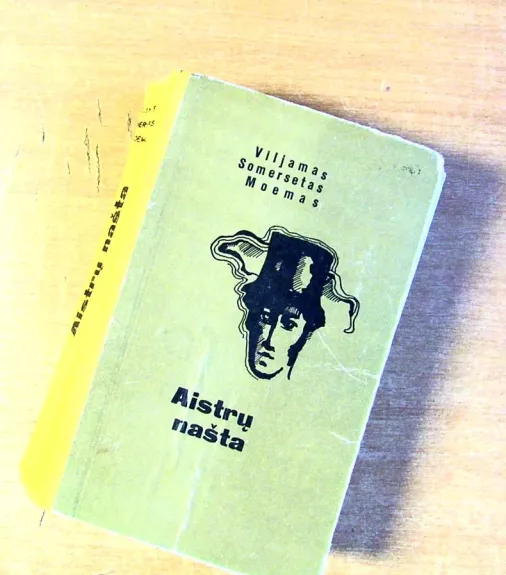 Viljamas
Somersetas
Moemas
Aistrų
našta
Aistrų našta